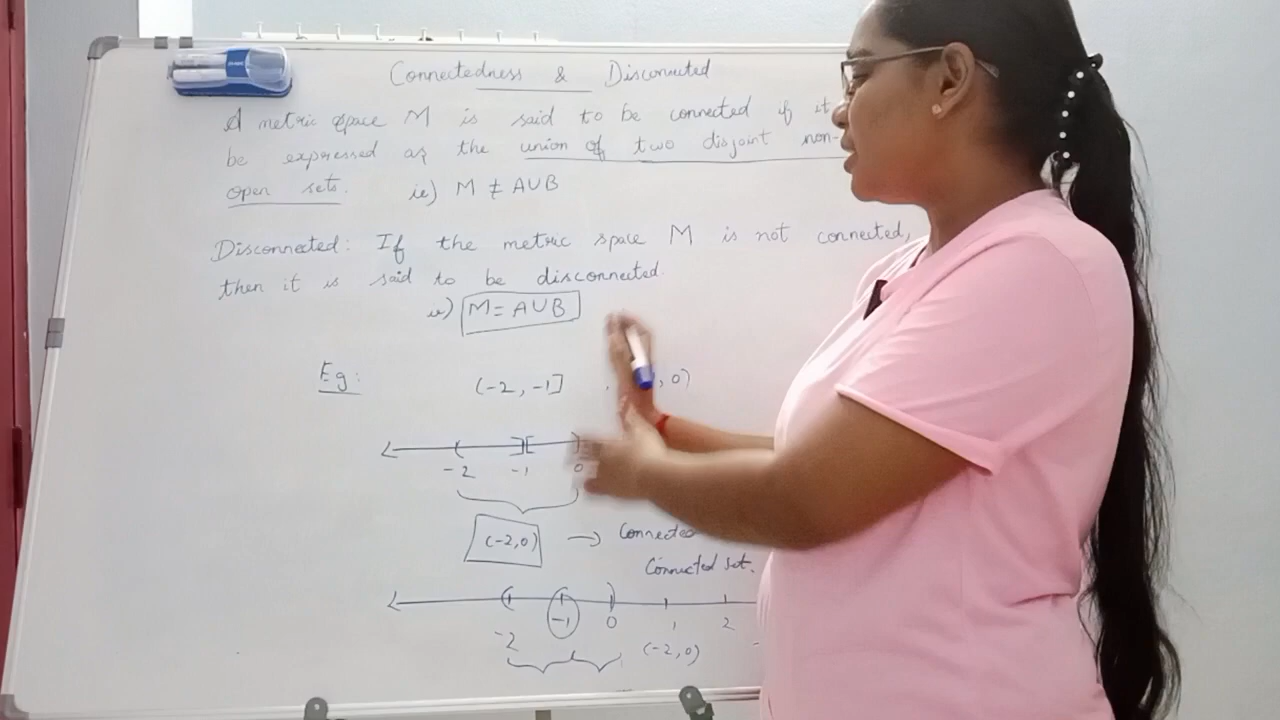 Connectedness & Disconnected
A metric space M is said to be connected if it
be expressed as the union of two disjoint non-
open sets. ie) M ≠ A∪B
Disconnected: If the metric space M is not connected,
then it is said to be disconnected.
ie) M = A∪B
Eg: (-2, -1] , 0)
-2 -1 0
(-2,0) → Connected
Connected set.
-2 -1 0 1 2
(-2,0)